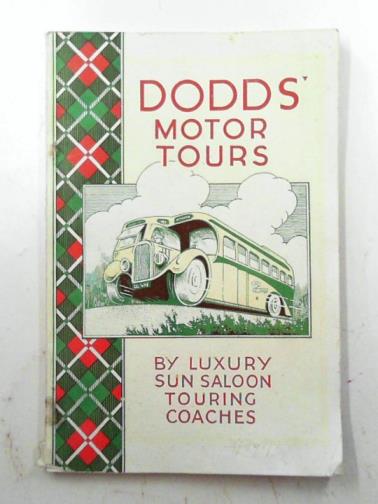 DODDS'
MOTOR
TOURS
BY LUXURY
SUN SALOON
TOURING
COACHES